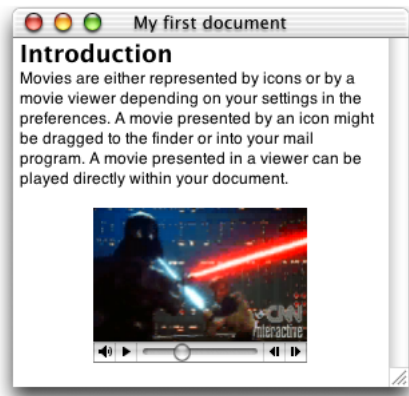 My first document
Introduction
Movies are either represented by icons or by a
movie viewer depending on your settings in the
preferences. A movie presented by an icon might
be dragged to the finder or into your mail
program. A movie presented in a viewer can be
played directly within your document.
CNN
Interactive